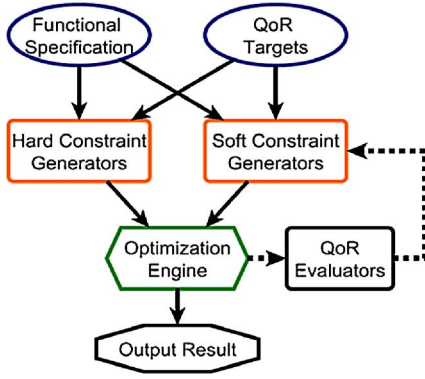 Functional
Specification
QoR
Targets
Hard Constraint
Generators
Soft Constraint
Generators
Optimization
Engine
QoR
Evaluators
Output Result